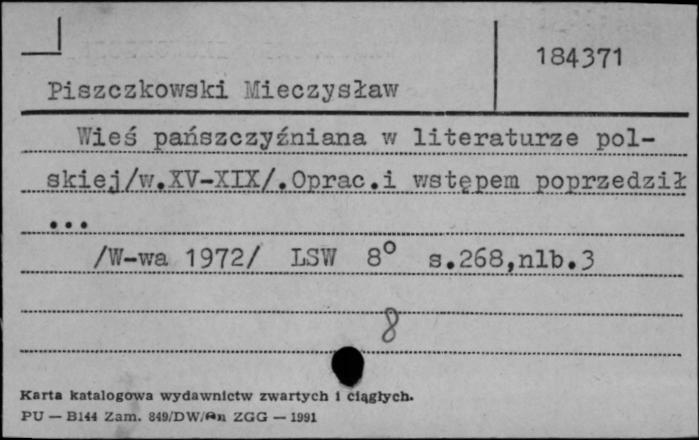 184371
Piszczkowski Mieczysław
Wieś pańszczyźniana w literaturze pol-
skiej/w.XV-XIX/.Oprac.i wstępem poprzedził
...
/W-wa 1972/ LSW 8° s.268,nlb.3
8
Karta katalogowa wydawnictw zwartych i ciągłych.
PU — B144 Zam. 849/DW/ ZGG — 1991